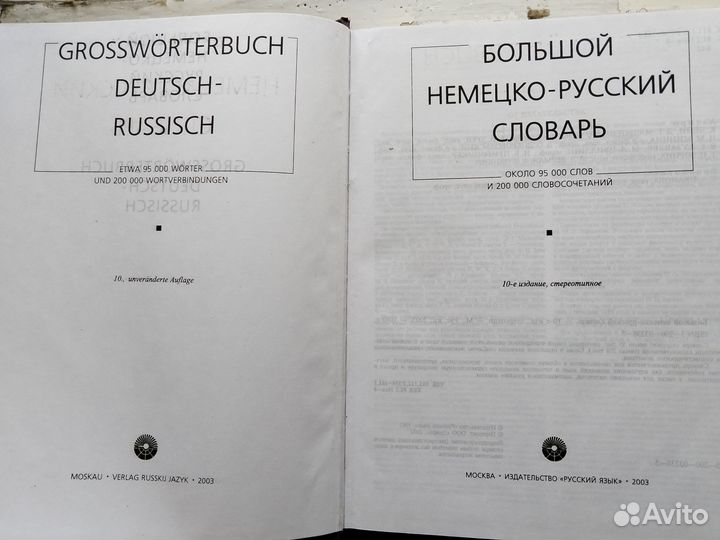 GROSSWÖRTERBUCH
DEUTSCH-
RUSSISCH
ETWA 95 000 WÖRTER
UND 200 000 WORTVERBINDUNGEN
10., unveränderte Auflage
MOSKAU • VERLAG RUSSKIJ JAZYK • 2003
БОЛЬШОЙ
НЕМЕЦКО-РУССКИЙ
СЛОВАРЬ
ОКОЛО 95 000 СЛОВ
И 200 000 СЛОВОСОЧЕТАНИЙ
10-е издание, стереотипное
МОСКВА • ИЗДАТЕЛЬСТВО «РУССКИЙ ЯЗЫК» • 2003
Avito